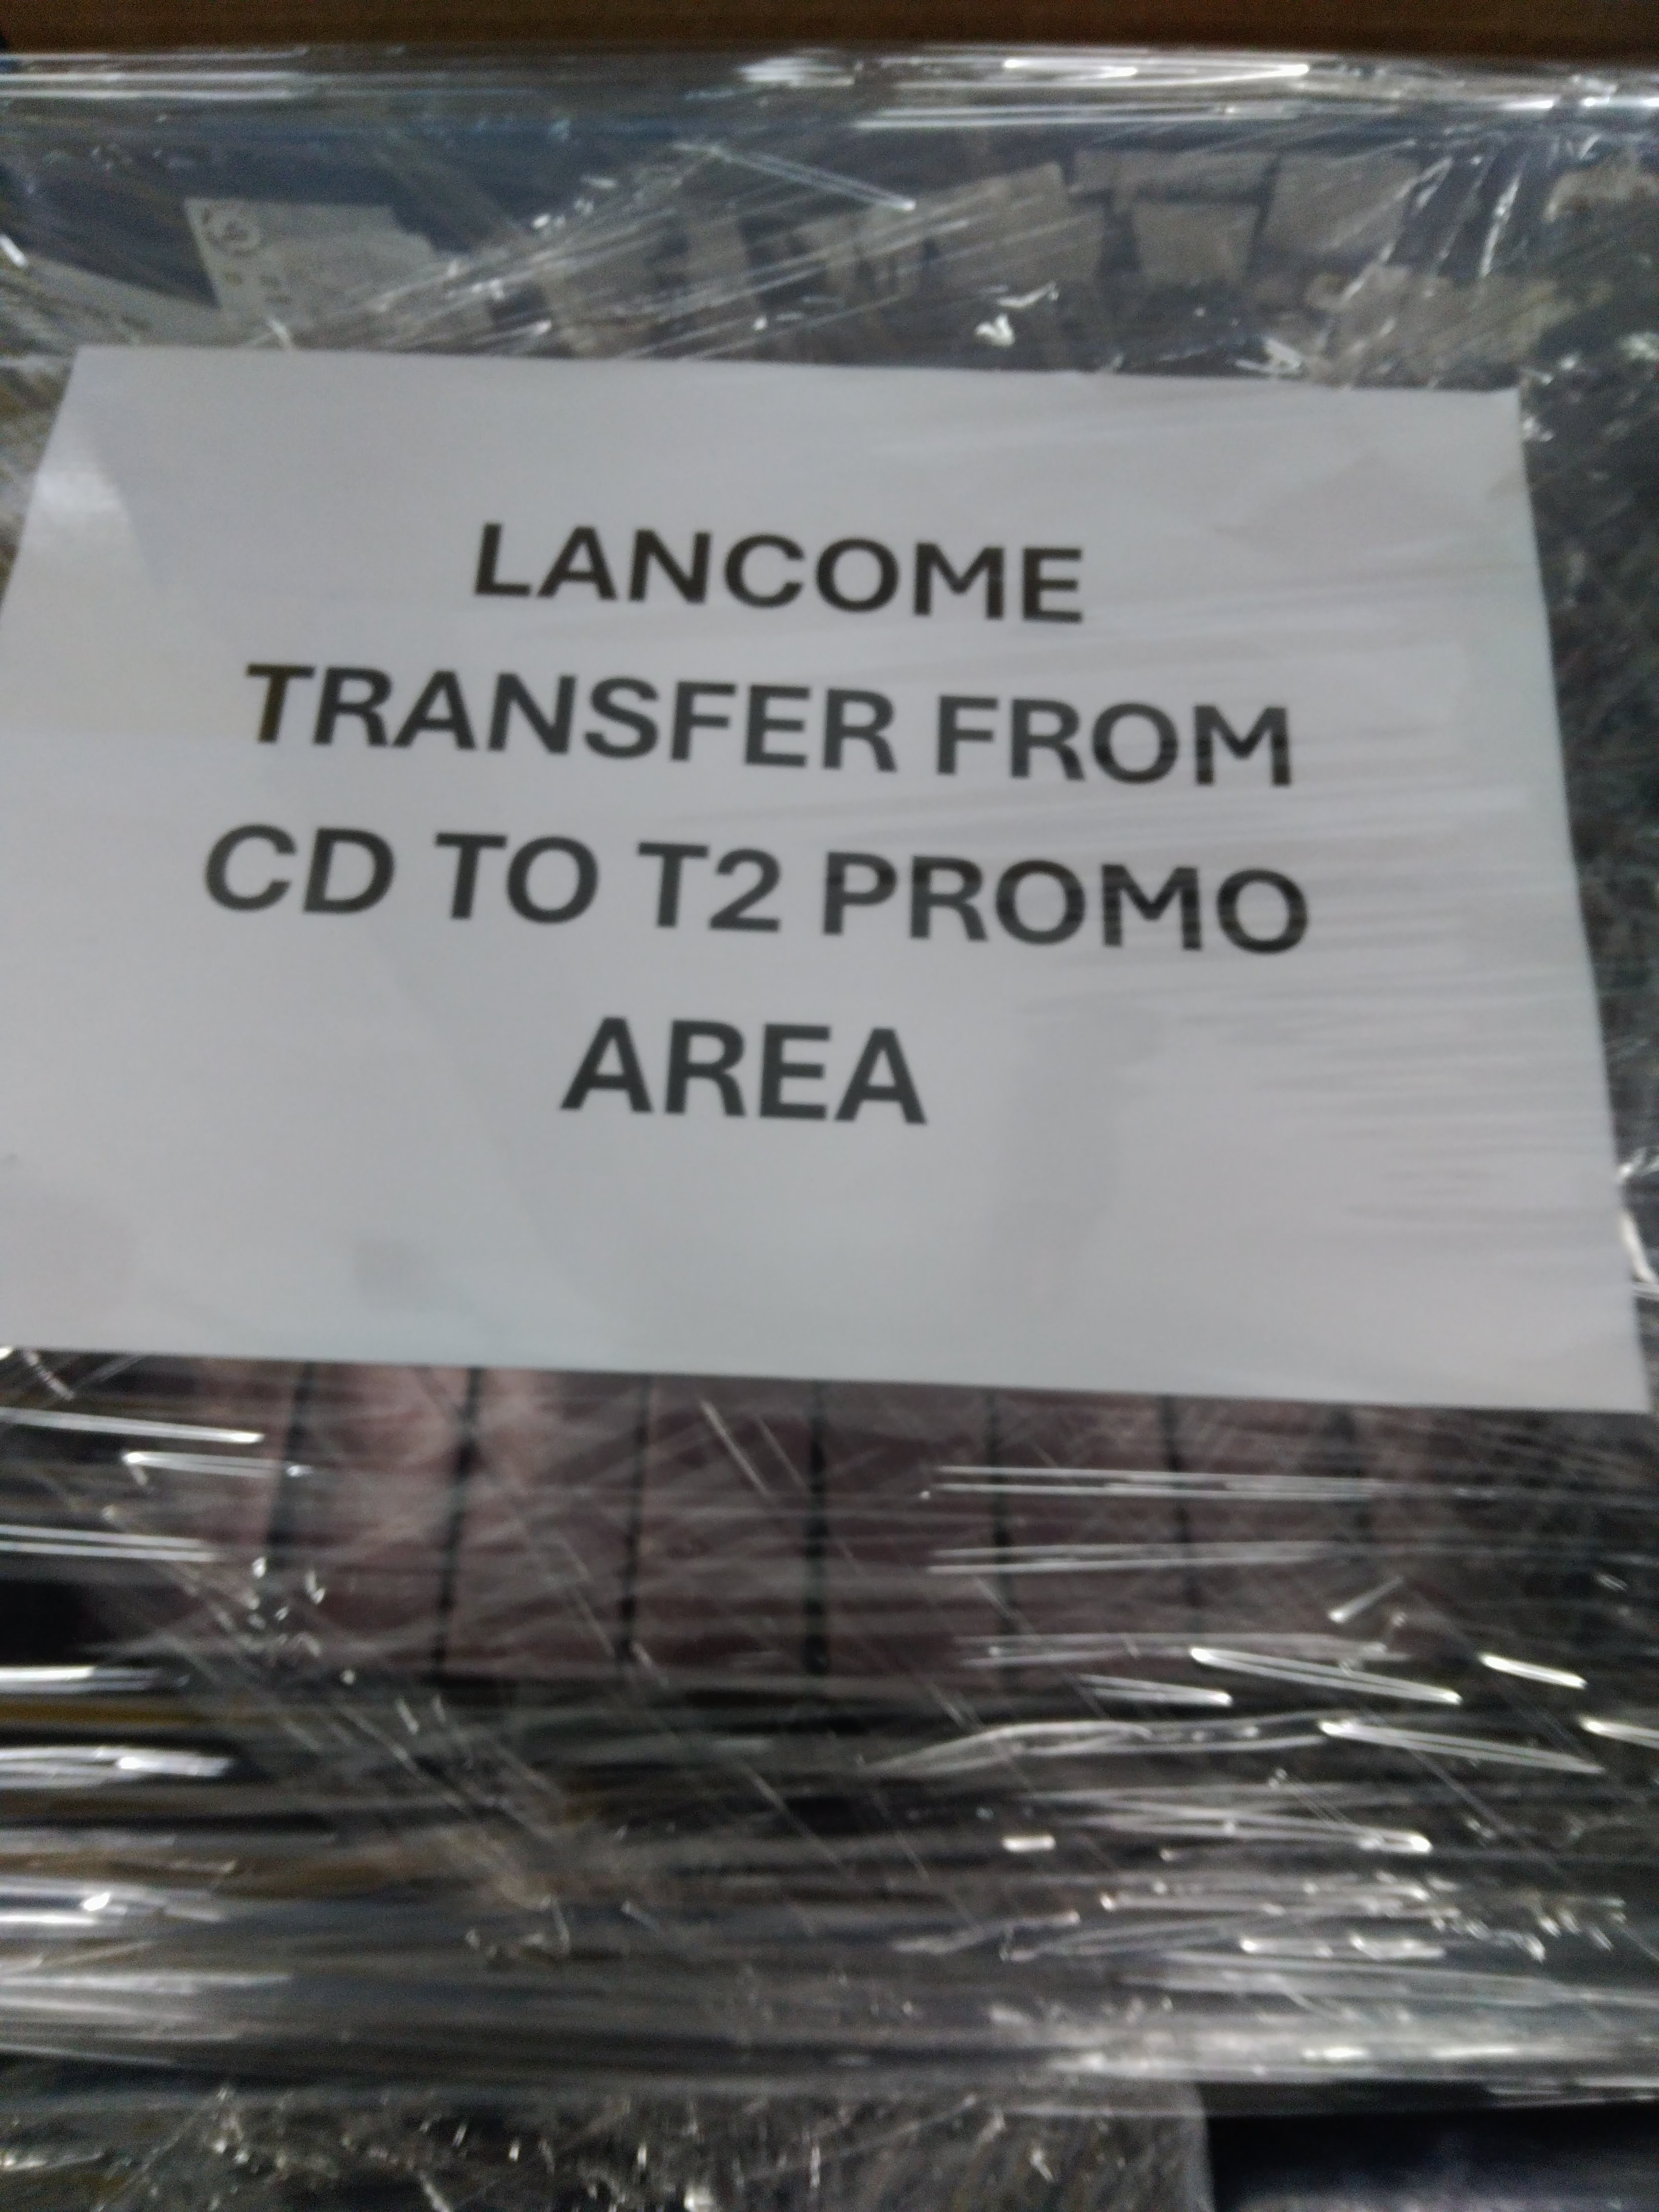 LANCOME
TRANSFER FROM
CD TO T2 PROMO
AREA